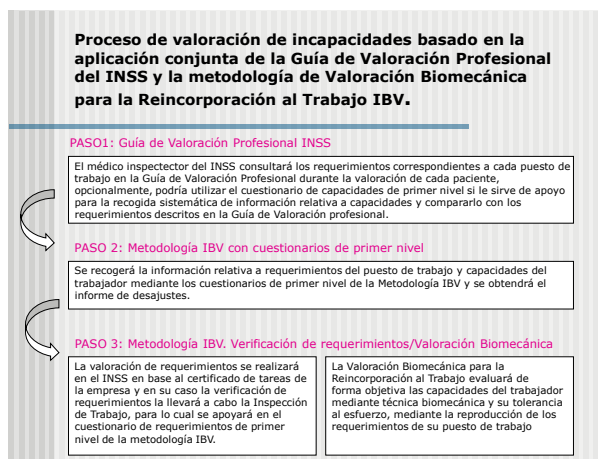 Proceso de valoración de incapacidades basado en la
aplicación conjunta de la Guía de Valoración Profesional
del INSS y la metodología de Valoración Biomecánica
para la Reincorporación al Trabajo IBV.
PASO1: Guía de Valoración Profesional INSS
El médico inspectector del INSS consultará los requerimientos correspondientes a cada puesto de
trabajo en la Guía de Valoración Profesional durante la valoración de cada paciente,
opcionalmente, podría utilizar el cuestionario de capacidades de primer nivel si le sirve de apoyo
para la recogida sistemática de información relativa a capacidades y compararlo con los
requerimientos descritos en la Guía de Valoración profesional.
PASO 2: Metodología IBV con cuestionarios de primer nivel
Se recogerá la información relativa a requerimientos del puesto de trabajo y capacidades del
trabajador mediante los cuestionarios de primer nivel de la Metodología IBV y se obtendrá el
informe de desajustes.
PASO 3: Metodología IBV. Verificación de requerimientos/Valoración Biomecánica
La valoración de requerimientos se realizará
en el INSS en base al certificado de tareas de
la empresa y en su caso la verificación de
requerimientos la llevará a cabo la Inspección
de Trabajo, para lo cual se apoyará en el
cuestionario de requerimientos de primer
nivel de la metodología IBV.
La Valoración Biomecánica para la
Reincorporación al Trabajo evaluará de
forma objetiva las capacidades del trabajador
mediante técnica biomecánica y su tolerancia
al esfuerzo, mediante la reproducción de los
requerimientos de su puesto de trabajo